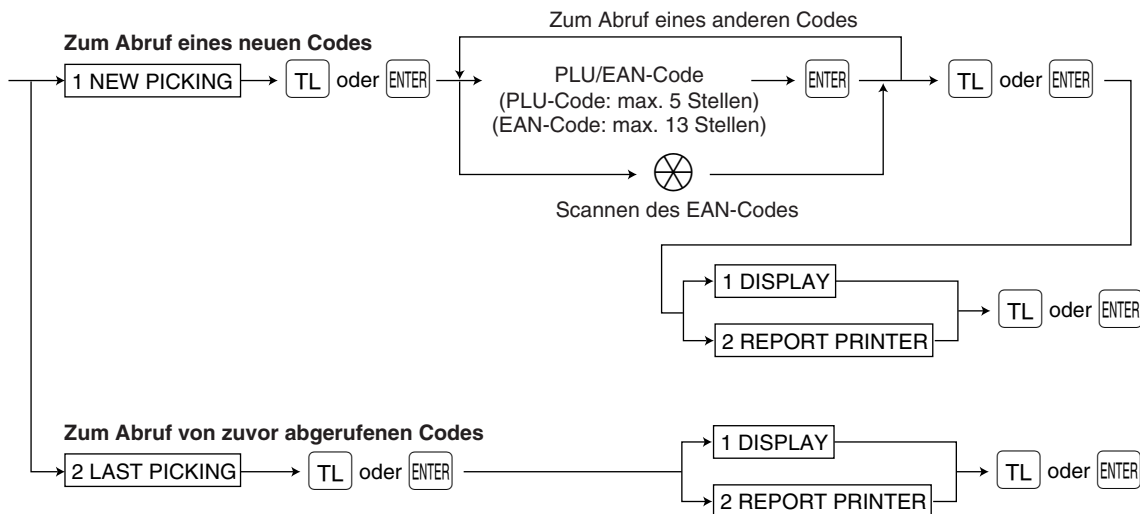 Zum Abruf eines anderen Codes
Zum Abruf eines neuen Codes
1 NEW PICKING TL oder ENTER PLU/EAN-Code ENTER TL oder ENTER
(PLU-Code: max. 5 Stellen)
(EAN-Code: max. 13 Stellen)
Scannen des EAN-Codes
1 DISPLAY
TL oder ENTER
2 REPORT PRINTER
Zum Abruf von zuvor abgerufenen Codes
1 DISPLAY
2 LAST PICKING TL oder ENTER TL oder ENTER
2 REPORT PRINTER